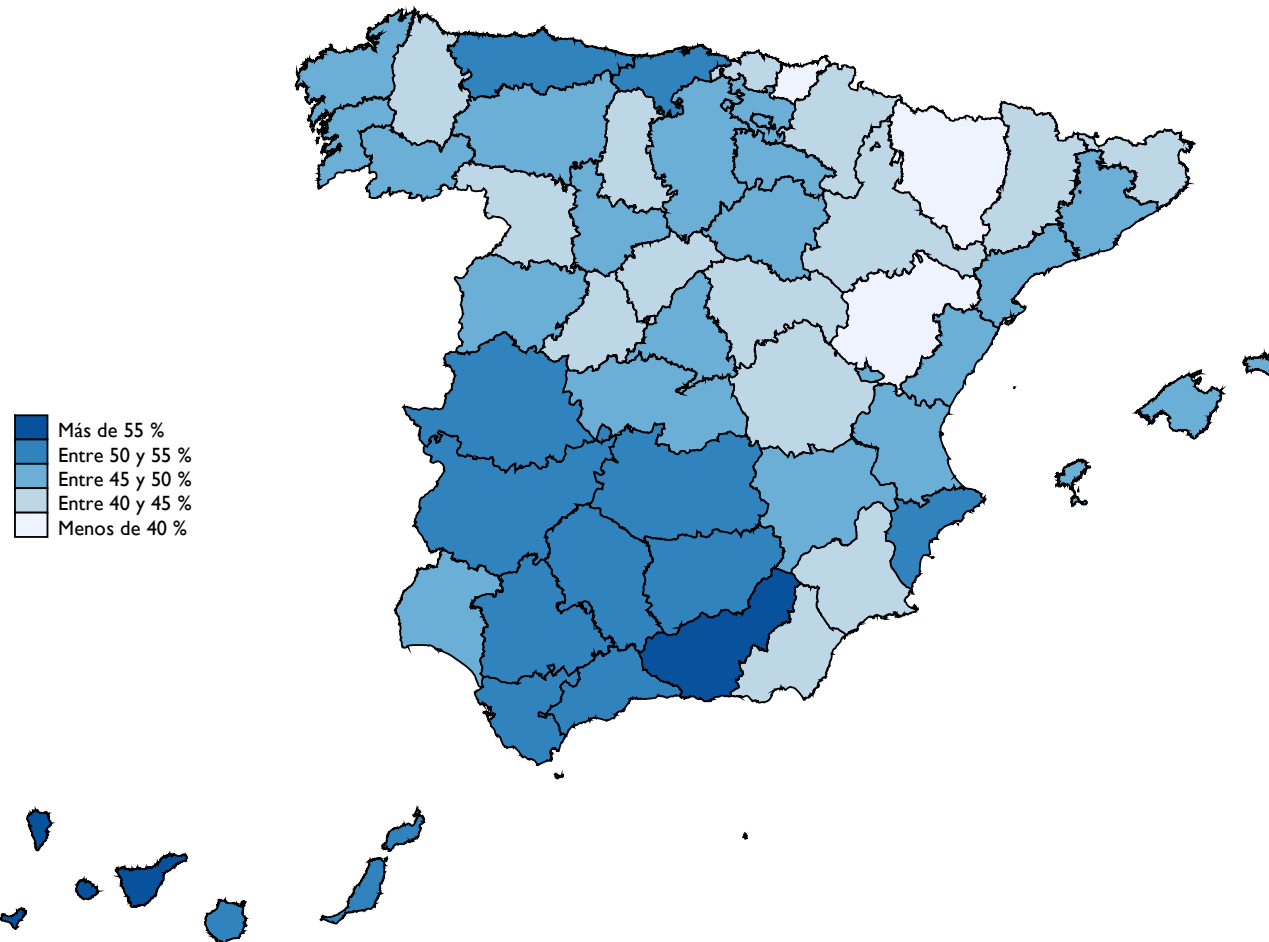 Más de 55 %
Entre 50 y 55 %
Entre 45 y 50 %
Entre 40 y 45 %
Menos de 40 %